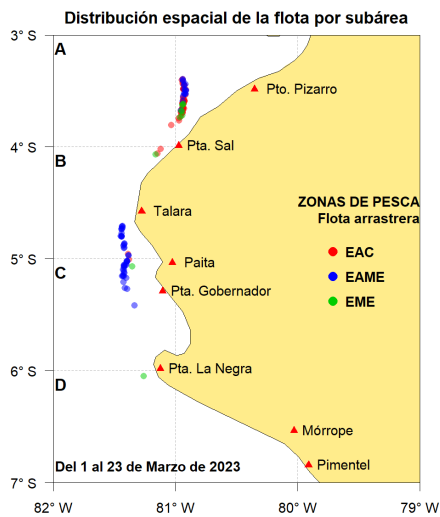 Distribución espacial de la flota por subárea
3° S
A
Pto. Pizarro
Pta. Sal
4° S
B
ZONAS DE PESCA
Flota arrastrera
Talara
EAC
Paita
5° S
C
EAME
Pta. Gobernador
EME
Pta. La Negra
6° S
D
Mórrope
Del 1 al 23 de Marzo de 2023
Pimentel
7° S
82° W
81° W
80° W
79° W